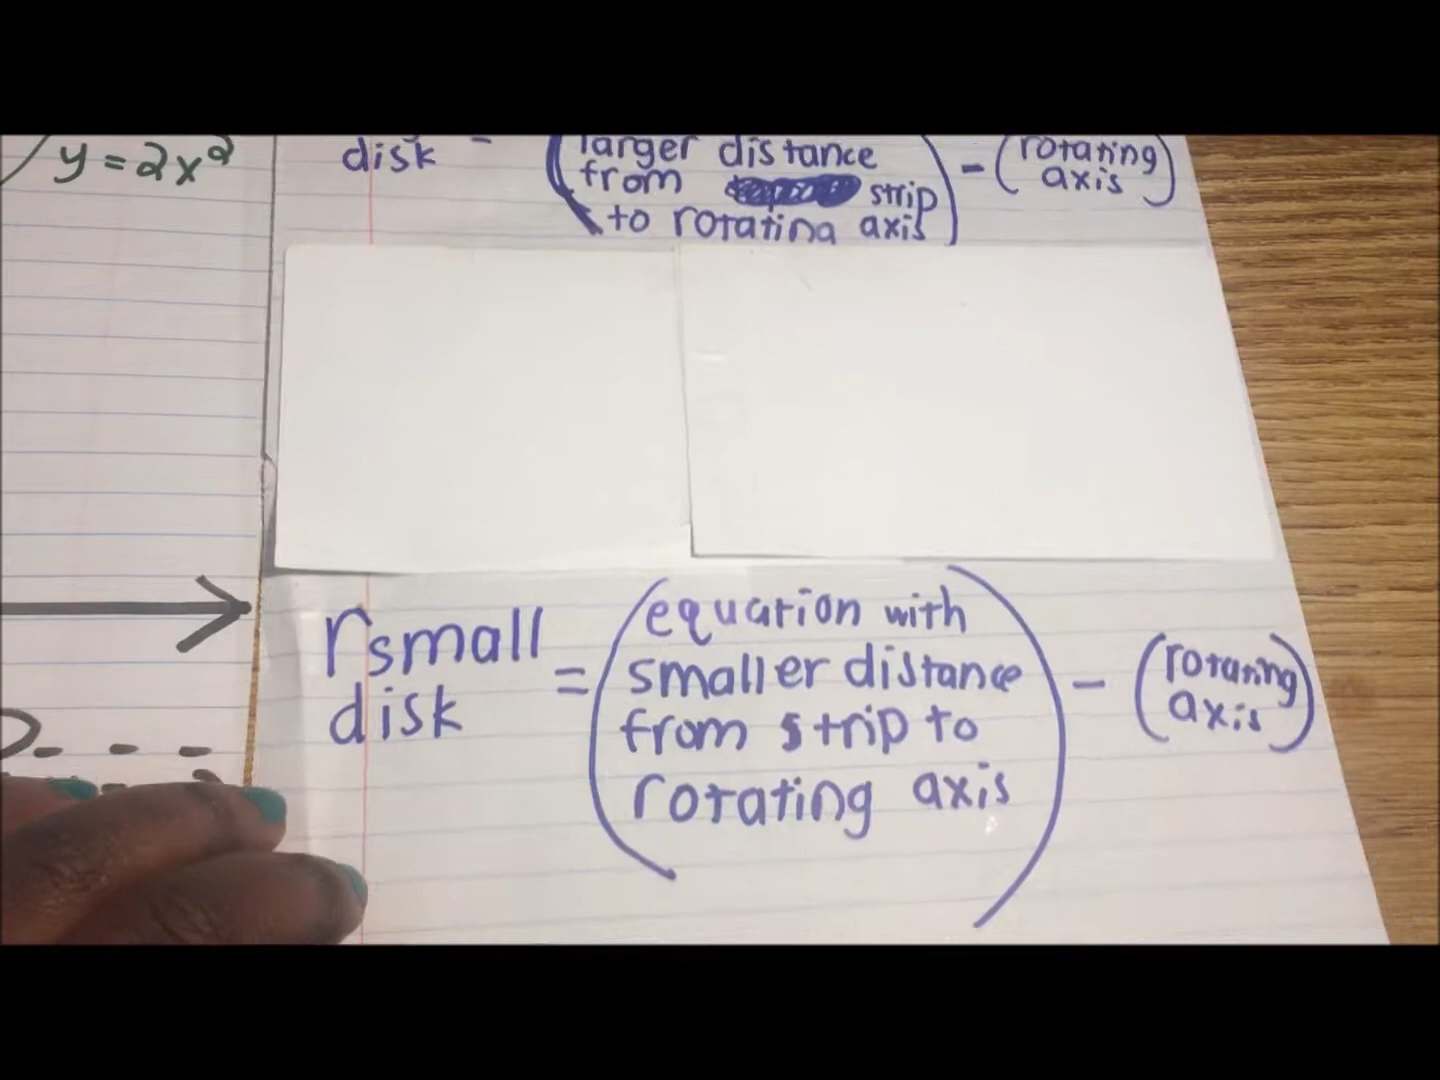 y = 2x²
disk = (larger distance from strip to rotating axis) - (rotating axis)
rsmall disk = (equation with smaller distance from strip to rotating axis) - (rotating axis)